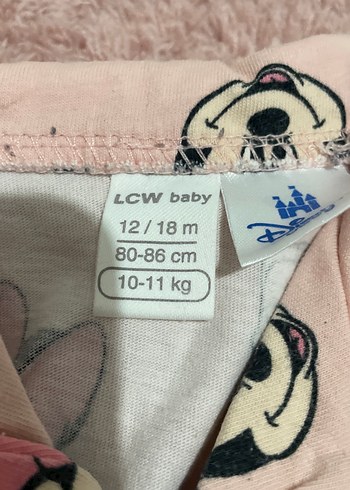 LCW baby
12 / 18 m
80-86 cm
10-11 kg
Disney